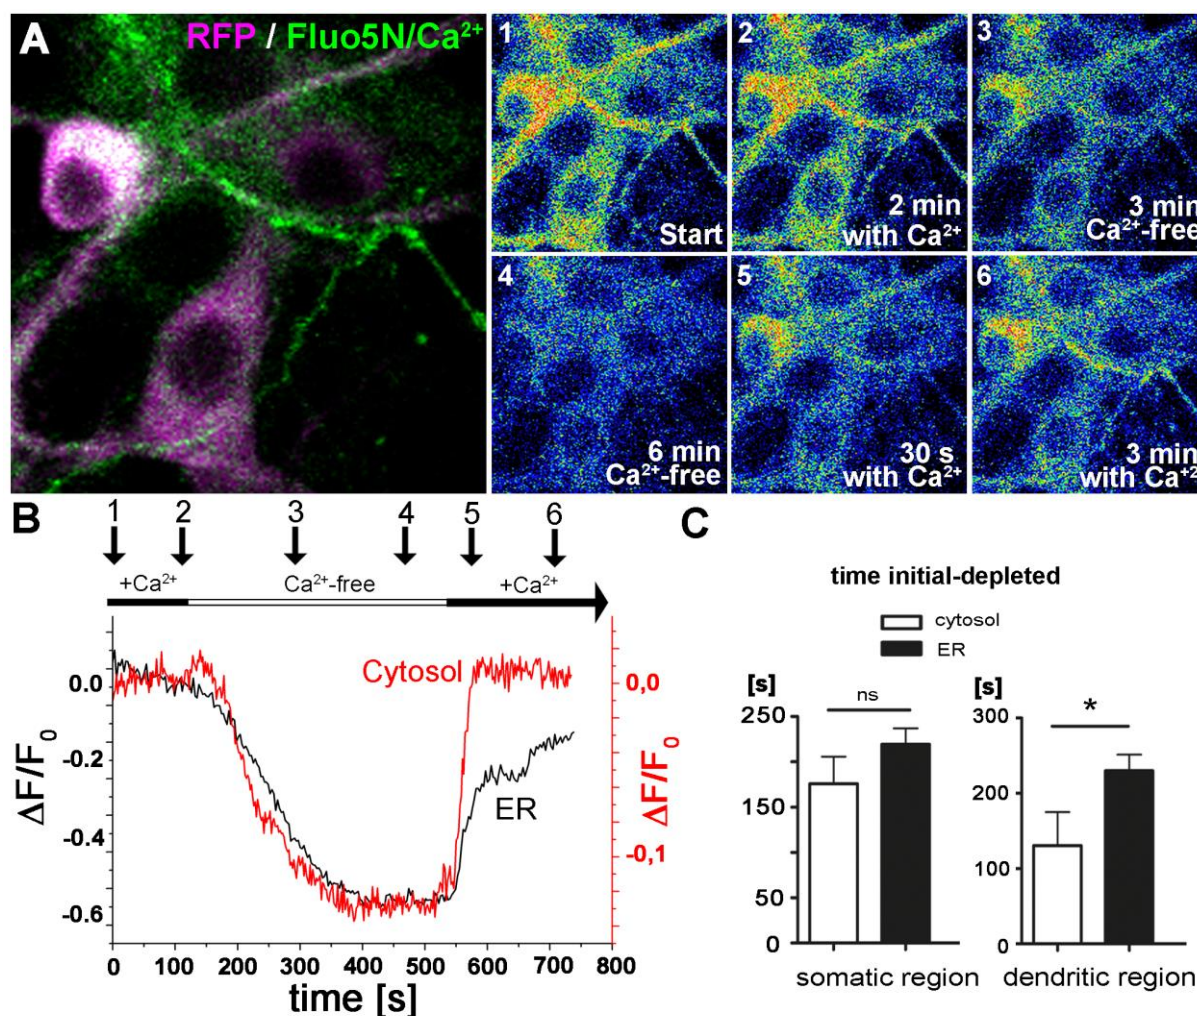 A
RFP / Fluo5N/Ca²⁺
1
Start
2
2 min
with Ca²⁺
3
3 min
Ca²⁺-free
4
6 min
Ca²⁺-free
5
30 s
with Ca²⁺
6
3 min
with Ca⁺²
B
1 2 3 4 5 6
+Ca²⁺ Ca²⁺-free +Ca²⁺
Cytosol
ER
0.0
-0.2
-0.4
-0.6
ΔF/F₀
0,0
-0,1
ΔF/F₀
0 100 200 300 400 500 600 700 800
time [s]
C
time initial-depleted
cytosol
ER
[s]
250
150
50
0
ns
somatic region
[s]
300
200
100
0
*
dendritic region